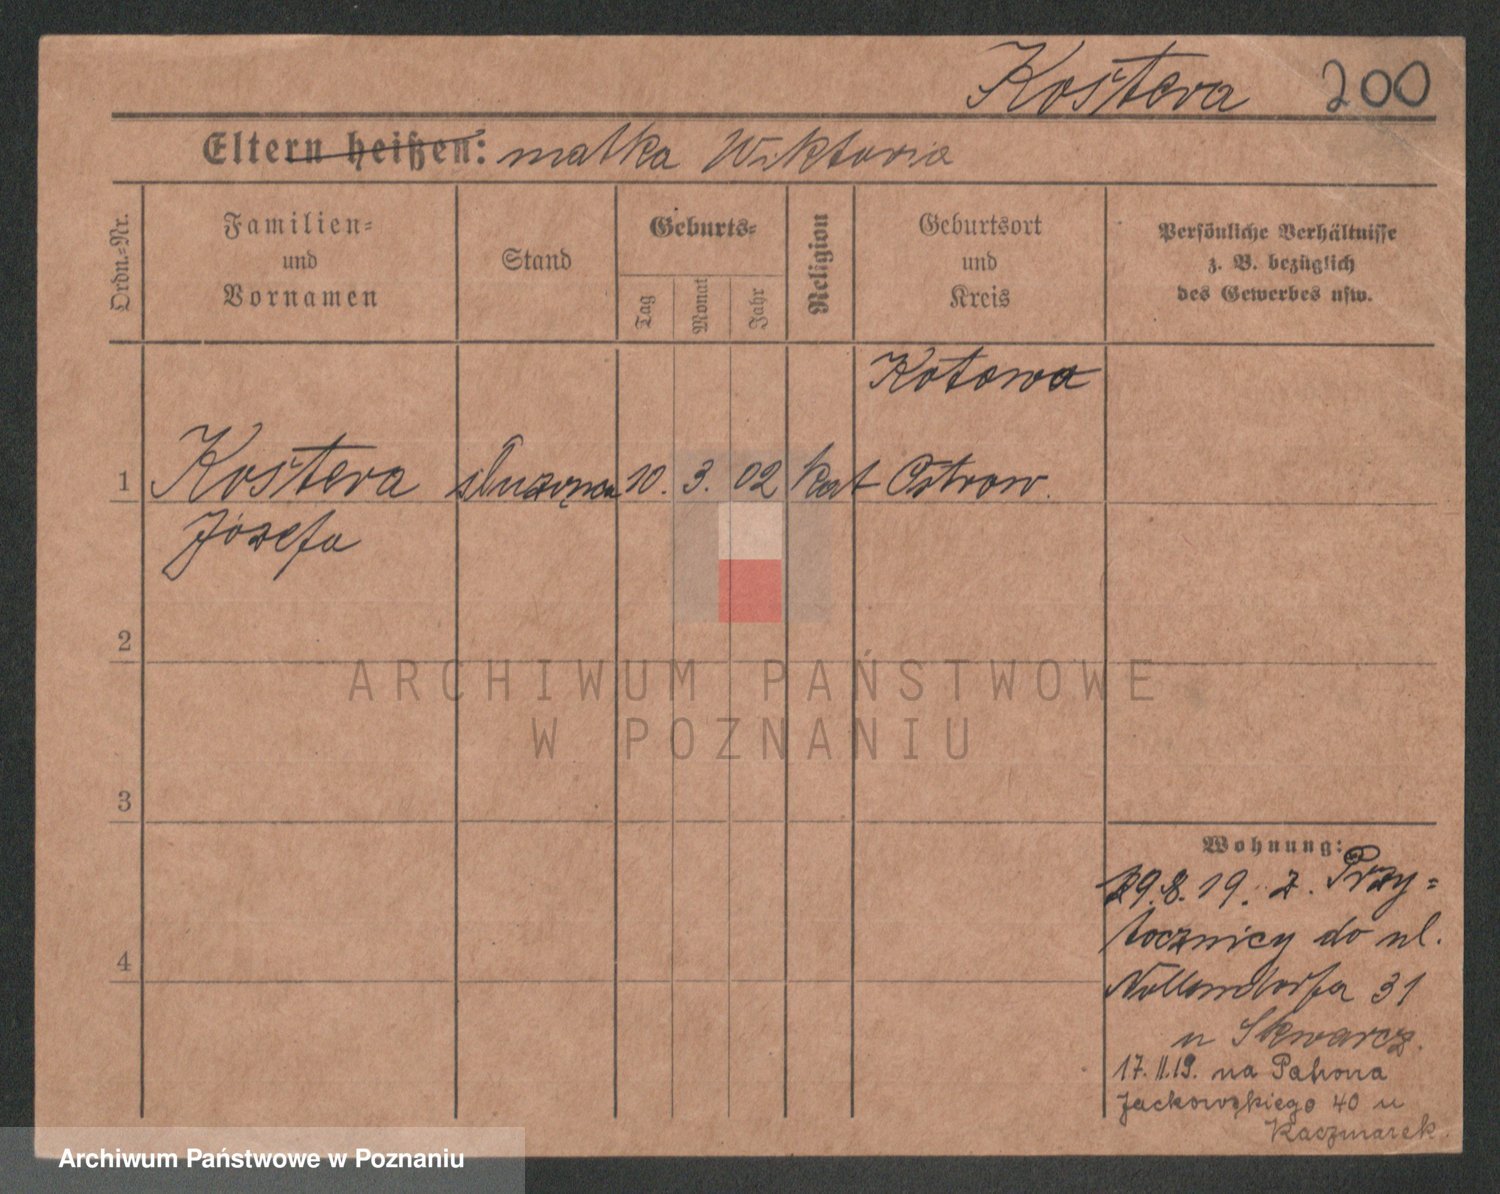 Kostera 200
Eltern heißen: matka Wiktoria
Ordn.-Nr.
Familien-
und
Vornamen
Stand
Geburts-
Tag
Monat
Jahr
Religion
Geburtsort
und
Kreis
Persönliche Verhältnisse
z. B. bezüglich
des Gewerbes usw.
Kotowa
1 Kostera służąca 10. 3. 02 kat Ostrow.
Józefa
2
ARCHIWUM PAŃSTWOWE
W POZNANIU
3
Wohnung:
29.8.19. z. Przy-
tocznicy do ul.
4
Nollendorfa 31
u Skwarcz.
17.11.19. na Patrona
Jackowskiego 40 u
Kaczmarek.
Archiwum Państwowe w Poznaniu